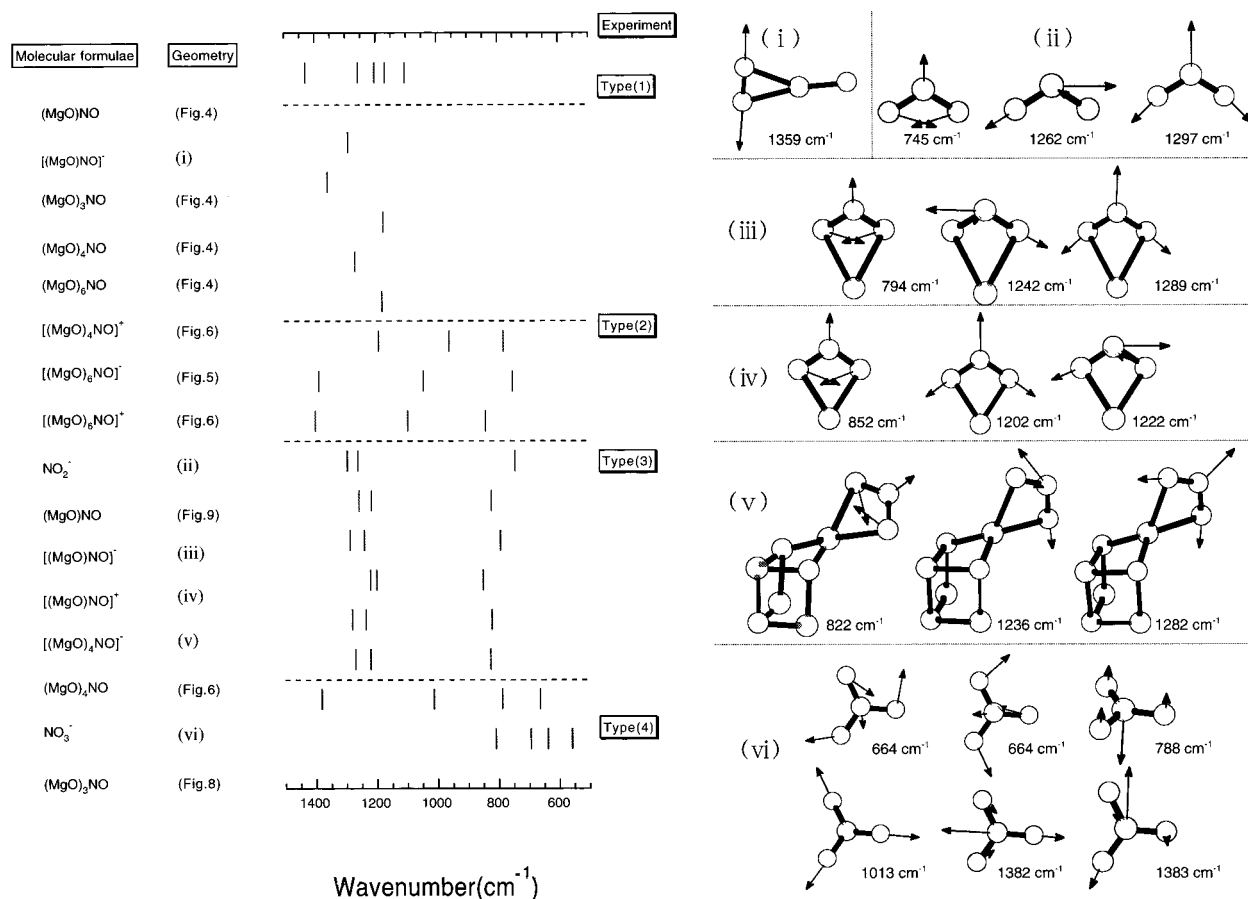 Experiment
Molecular formulae Geometry
Type(1)
(MgO)NO (Fig.4)
[(MgO)NO]⁻ (i)
(MgO)₃NO (Fig.4)
(MgO)₄NO (Fig.4)
(MgO)₆NO (Fig.4)
[(MgO)₄NO]⁺ (Fig.6)
Type(2)
[(MgO)₆NO]⁻ (Fig.5)
[(MgO)₆NO]⁺ (Fig.6)
NO₂⁻ (ii)
Type(3)
(MgO)NO (Fig.9)
[(MgO)NO]⁻ (iii)
[(MgO)NO]⁺ (iv)
[(MgO)₄NO]⁻ (v)
(MgO)₄NO (Fig.6)
NO₃⁻ (vi)
Type(4)
(MgO)₃NO (Fig.8)
1400 1200 1000 800 600
Wavenumber(cm⁻¹)
(i)
1359 cm⁻¹
(ii)
745 cm⁻¹ 1262 cm⁻¹ 1297 cm⁻¹
(iii)
794 cm⁻¹ 1242 cm⁻¹ 1289 cm⁻¹
(iv)
852 cm⁻¹ 1202 cm⁻¹ 1222 cm⁻¹
(v)
822 cm⁻¹ 1236 cm⁻¹ 1282 cm⁻¹
(vi)
664 cm⁻¹ 664 cm⁻¹ 788 cm⁻¹
1013 cm⁻¹ 1382 cm⁻¹ 1383 cm⁻¹